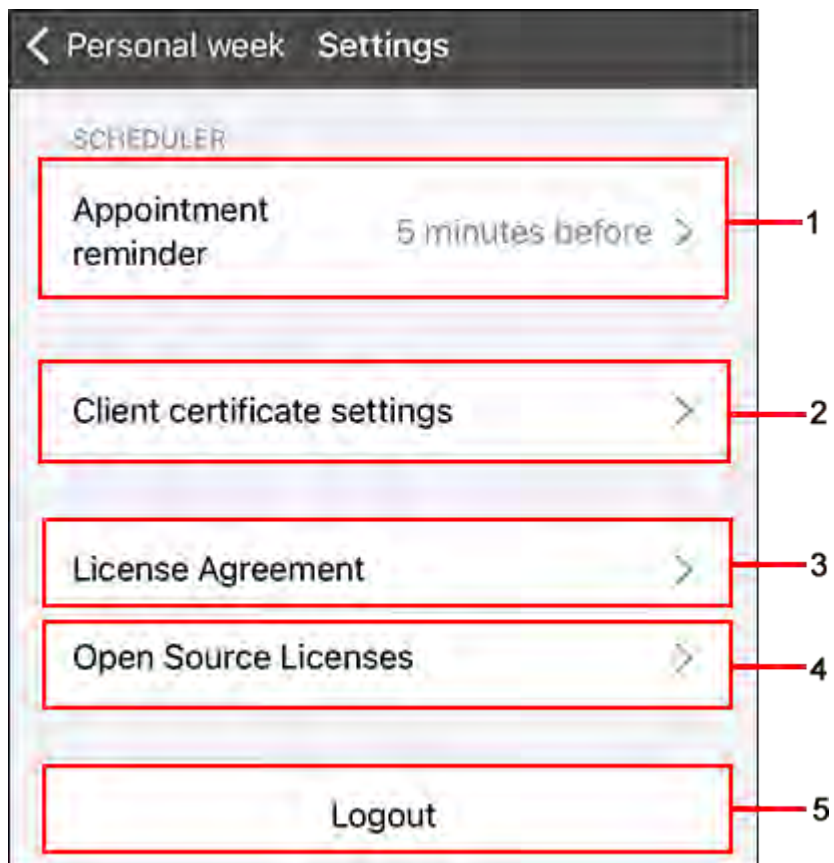 Personal week Settings
SCHEDULER
Appointment
reminder
5 minutes before
1
Client certificate settings
2
License Agreement
3
Open Source Licenses
4
Logout
5